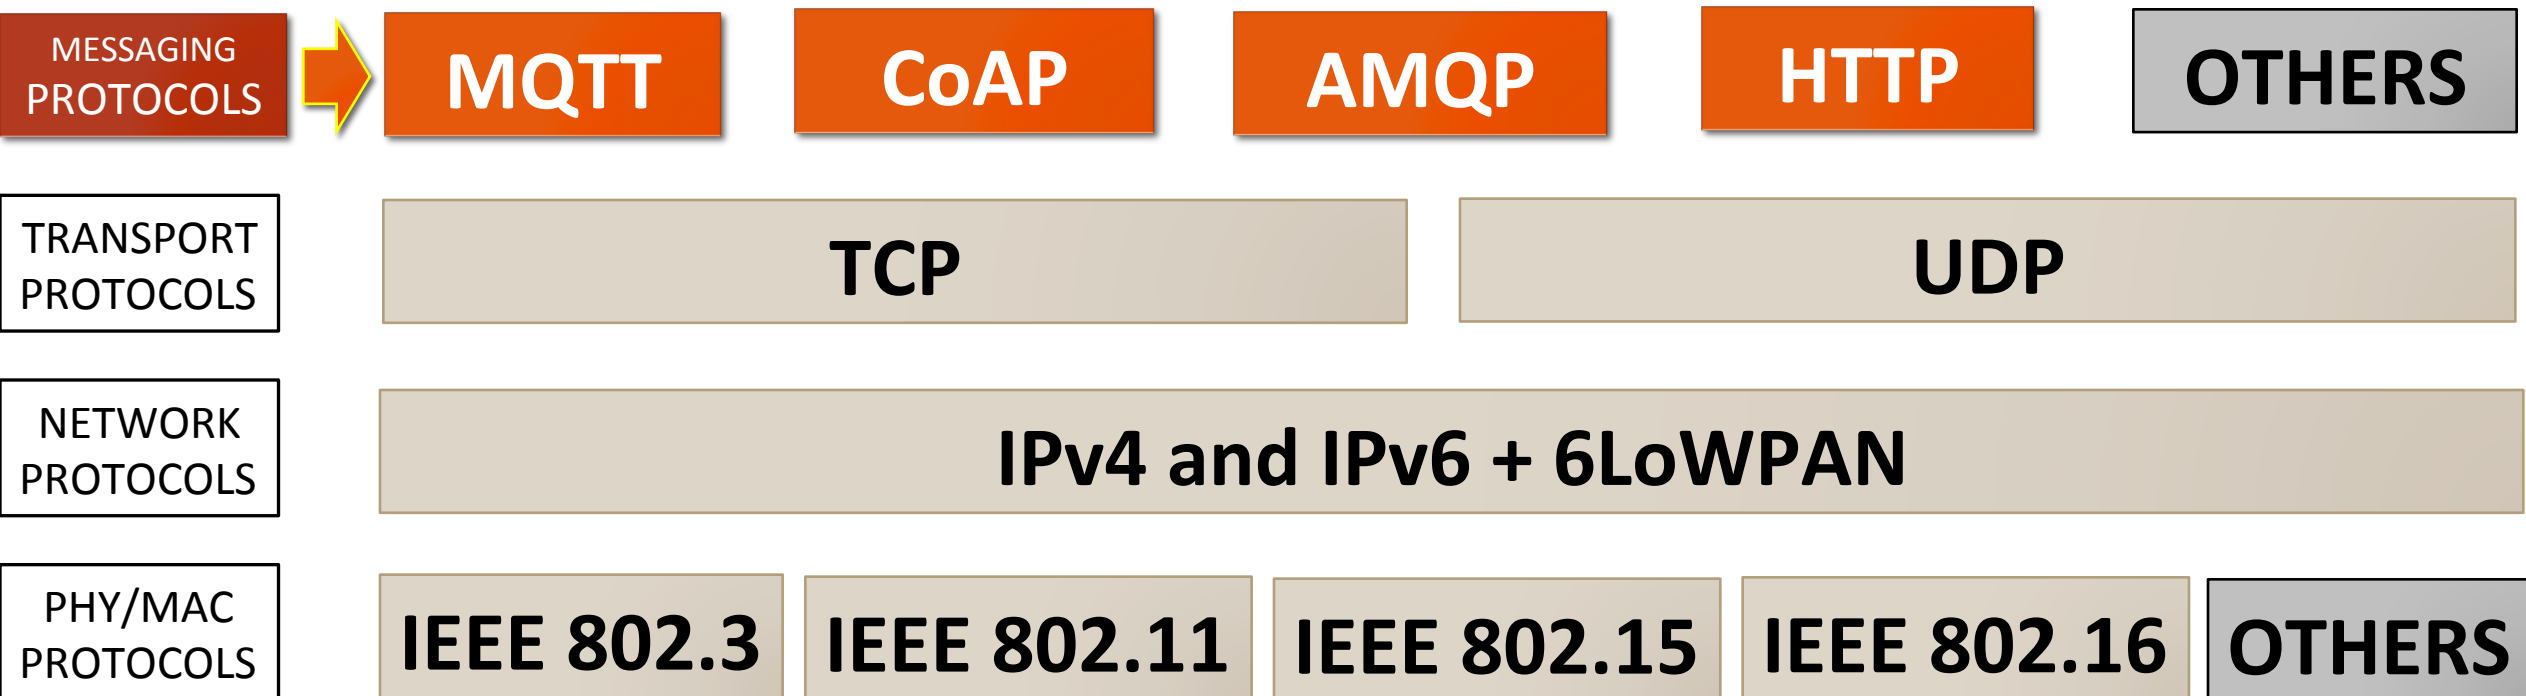 MESSAGING
PROTOCOLS
MQTT
CoAP
AMQP
HTTP
OTHERS
TRANSPORT
PROTOCOLS
TCP
UDP
NETWORK
PROTOCOLS
IPv4 and IPv6 + 6LoWPAN
PHY/MAC
PROTOCOLS
IEEE 802.3
IEEE 802.11
IEEE 802.15
IEEE 802.16
OTHERS